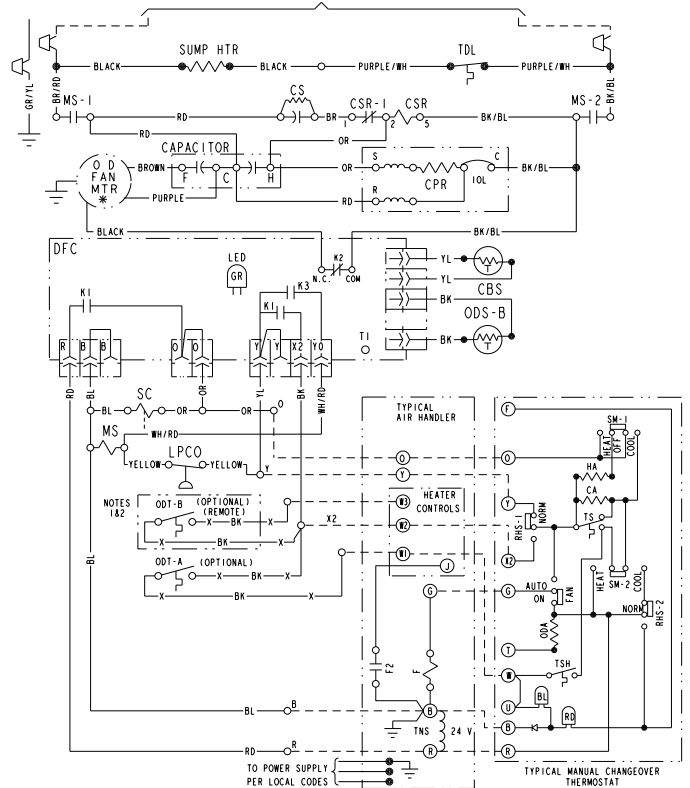 SUMP HTR
TDL
BLACK
BLACK
PURPLE/WH
PURPLE/WH
GR/YL
BR/RD
BK/BL
MS-1
CS
CSR-1
CSR
MS-2
RD
BR
1
2
5
BK/BL
OR
CAPACITOR
O D
FAN
MTR
*
BROWN
F
C
H
OR
S
C
CPR
IOL
BK/BL
PURPLE
RD
R
BLACK
BK/BL
DFC
LED
GR
K2
N.C.
COM
YL
K3
YL
CBS
K1
K1
BK
ODS-B
T1
BK
R
B
B
O
O
Y
Y
X2
YO
RD
BL
OR
YL
BK
WH/RD
SC
BL
OR
OR
O
MS
WH/RD
LPCO
YELLOW
YELLOW
Y
TYPICAL
AIR HANDLER
F
SM-1
HEAT
OFF
COOL
O
O
Y
HA
CA
NOTES
1&2
ODT-B
(OPTIONAL)
(REMOTE)
X
BK
X
X
BK
X2
W3
HEATER
CONTROLS
W2
Y
NORM
RHS-1
TS
ODT-A
(OPTIONAL)
X
BK
X
X
BK
X
BL
W1
J
X2
HEAT
SM-2
COOL
G
G
AUTO
ON
FAN
NORM
RHS-2
ODA
T
F2
F
W
TSH
BL
U
RD
BL
B
B
B
TNS
24 V
RD
R
R
R
TO POWER SUPPLY
PER LOCAL CODES
TYPICAL MANUAL CHANGEOVER
THERMOSTAT